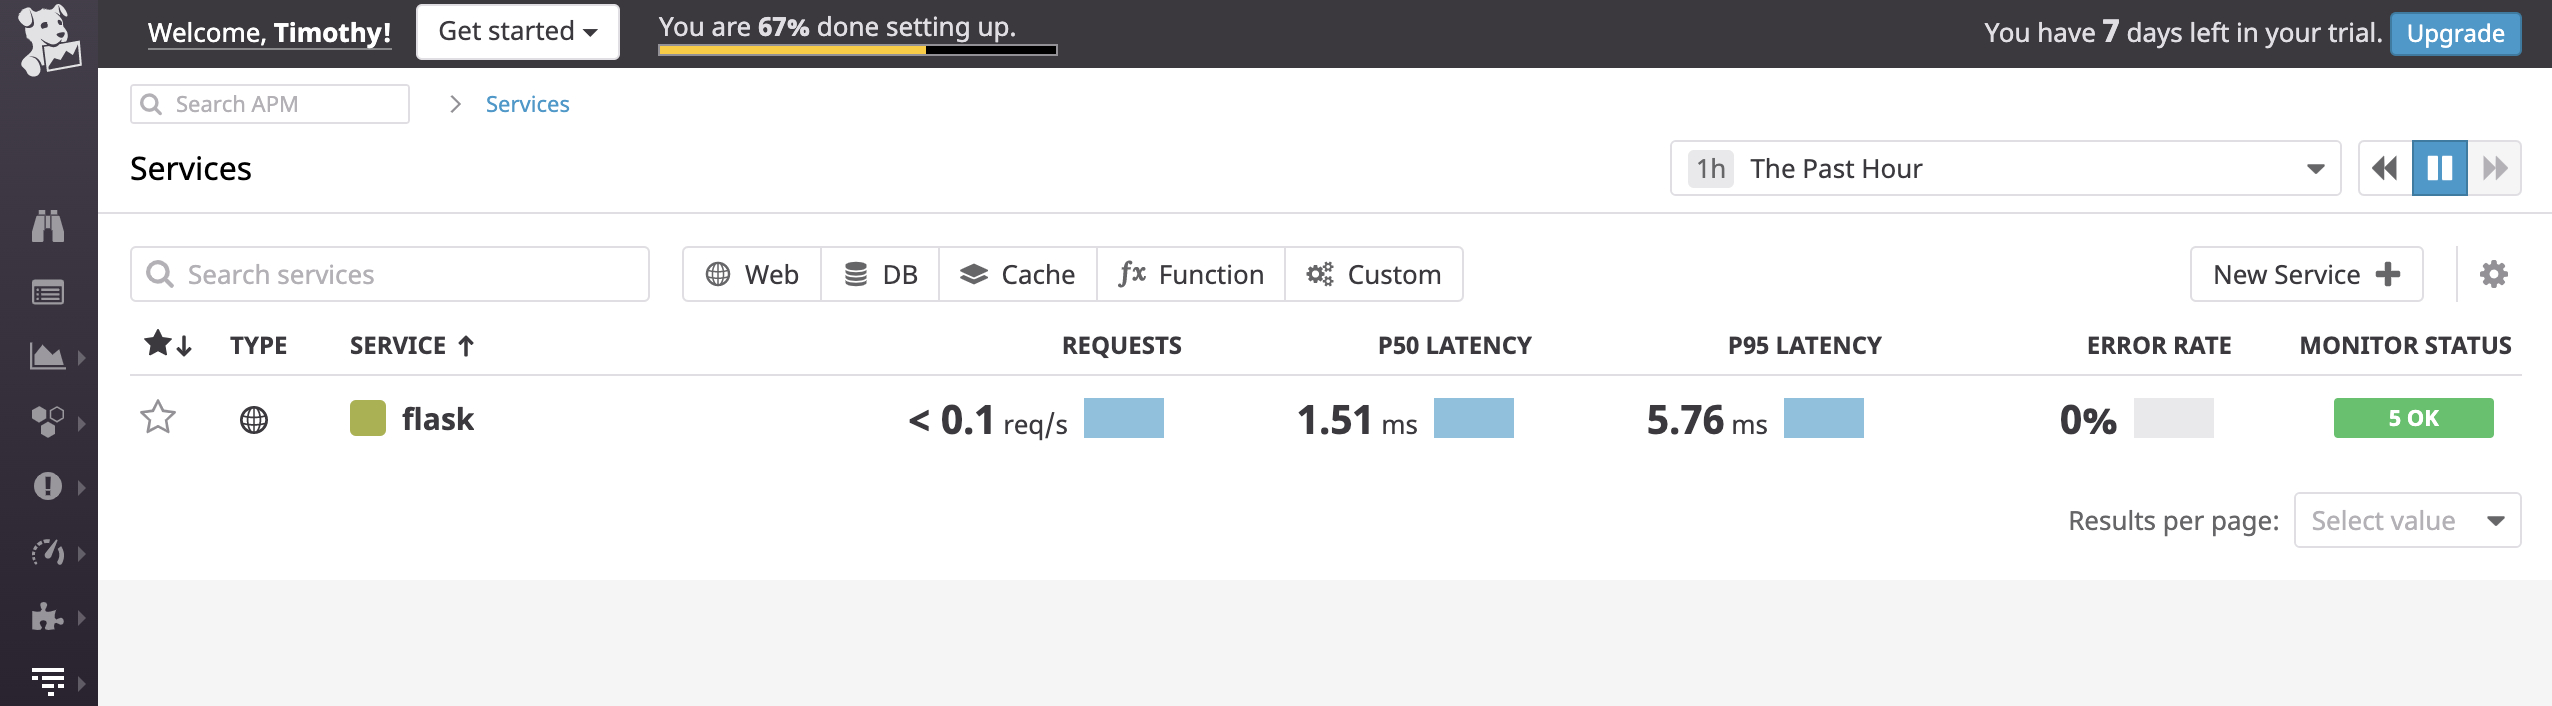 Welcome, Timothy! Get started You are 67% done setting up. You have 7 days left in your trial. Upgrade
Search APM Services
Services 1h The Past Hour
Search services Web DB Cache fx Function Custom New Service
TYPE SERVICE REQUESTS P50 LATENCY P95 LATENCY ERROR RATE MONITOR STATUS
flask < 0.1 req/s 1.51 ms 5.76 ms 0% 5 OK
Results per page: Select value